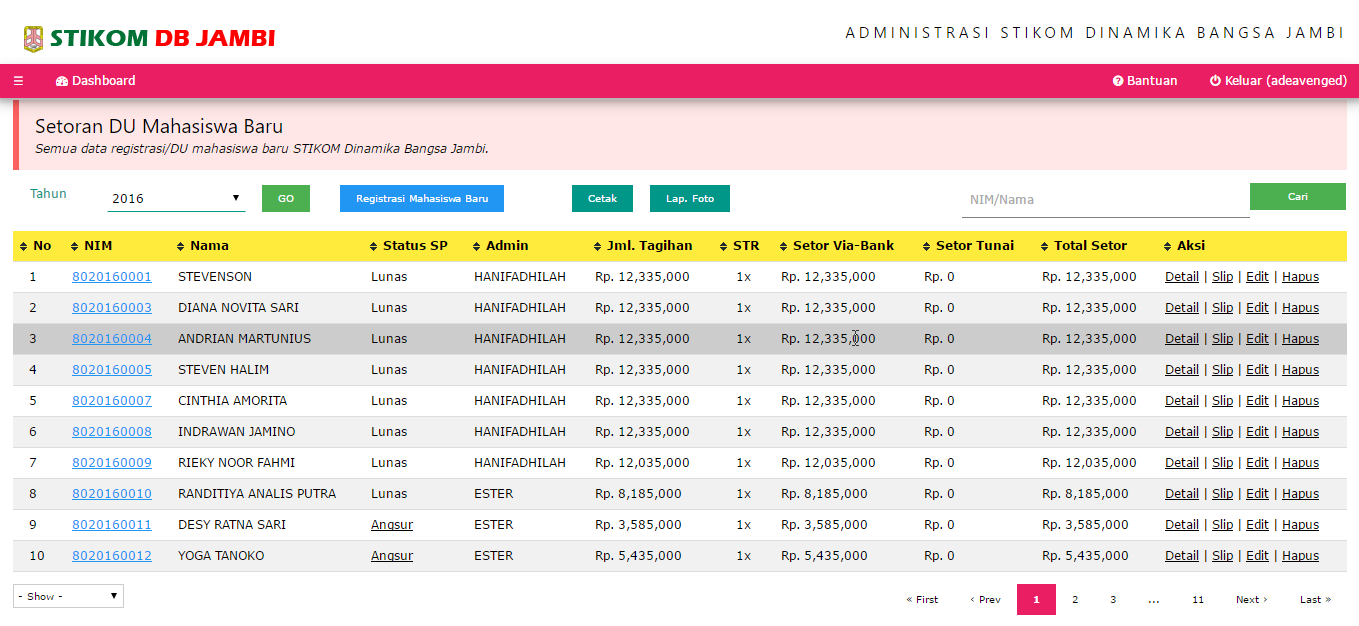 STIKOM DB JAMBI
ADMINISTRASI STIKOM DINAMIKA BANGSA JAMBI
☰ Dashboard Bantuan Keluar (adeavenged)
Setoran DU Mahasiswa Baru
Semua data registrasi/DU mahasiswa baru STIKOM Dinamika Bangsa Jambi.
Tahun 2016 GO Registrasi Mahasiswa Baru Cetak Lap. Foto NIM/Nama Cari
No NIM Nama Status SP Admin Jml. Tagihan STR Setor Via-Bank Setor Tunai Total Setor Aksi
1 8020160001 STEVENSON Lunas HANIFADHILAH Rp. 12,335,000 1x Rp. 12,335,000 Rp. 0 Rp. 12,335,000 Detail | Slip | Edit | Hapus
2 8020160003 DIANA NOVITA SARI Lunas HANIFADHILAH Rp. 12,335,000 1x Rp. 12,335,000 Rp. 0 Rp. 12,335,000 Detail | Slip | Edit | Hapus
3 8020160004 ANDRIAN MARTUNIUS Lunas HANIFADHILAH Rp. 12,335,000 1x Rp. 12,335,000 Rp. 0 Rp. 12,335,000 Detail | Slip | Edit | Hapus
4 8020160005 STEVEN HALIM Lunas HANIFADHILAH Rp. 12,335,000 1x Rp. 12,335,000 Rp. 0 Rp. 12,335,000 Detail | Slip | Edit | Hapus
5 8020160007 CINTHIA AMORITA Lunas HANIFADHILAH Rp. 12,335,000 1x Rp. 12,335,000 Rp. 0 Rp. 12,335,000 Detail | Slip | Edit | Hapus
6 8020160008 INDRAWAN JAMINO Lunas HANIFADHILAH Rp. 12,335,000 1x Rp. 12,335,000 Rp. 0 Rp. 12,335,000 Detail | Slip | Edit | Hapus
7 8020160009 RIEKY NOOR FAHMI Lunas HANIFADHILAH Rp. 12,035,000 1x Rp. 12,035,000 Rp. 0 Rp. 12,035,000 Detail | Slip | Edit | Hapus
8 8020160010 RANDITIYA ANALIS PUTRA Lunas ESTER Rp. 8,185,000 1x Rp. 8,185,000 Rp. 0 Rp. 8,185,000 Detail | Slip | Edit | Hapus
9 8020160011 DESY RATNA SARI Angsur ESTER Rp. 3,585,000 1x Rp. 3,585,000 Rp. 0 Rp. 3,585,000 Detail | Slip | Edit | Hapus
10 8020160012 YOGA TANOKO Angsur ESTER Rp. 5,435,000 1x Rp. 5,435,000 Rp. 0 Rp. 5,435,000 Detail | Slip | Edit | Hapus
- Show - « First ‹ Prev 1 2 3 ... 11 Next › Last »